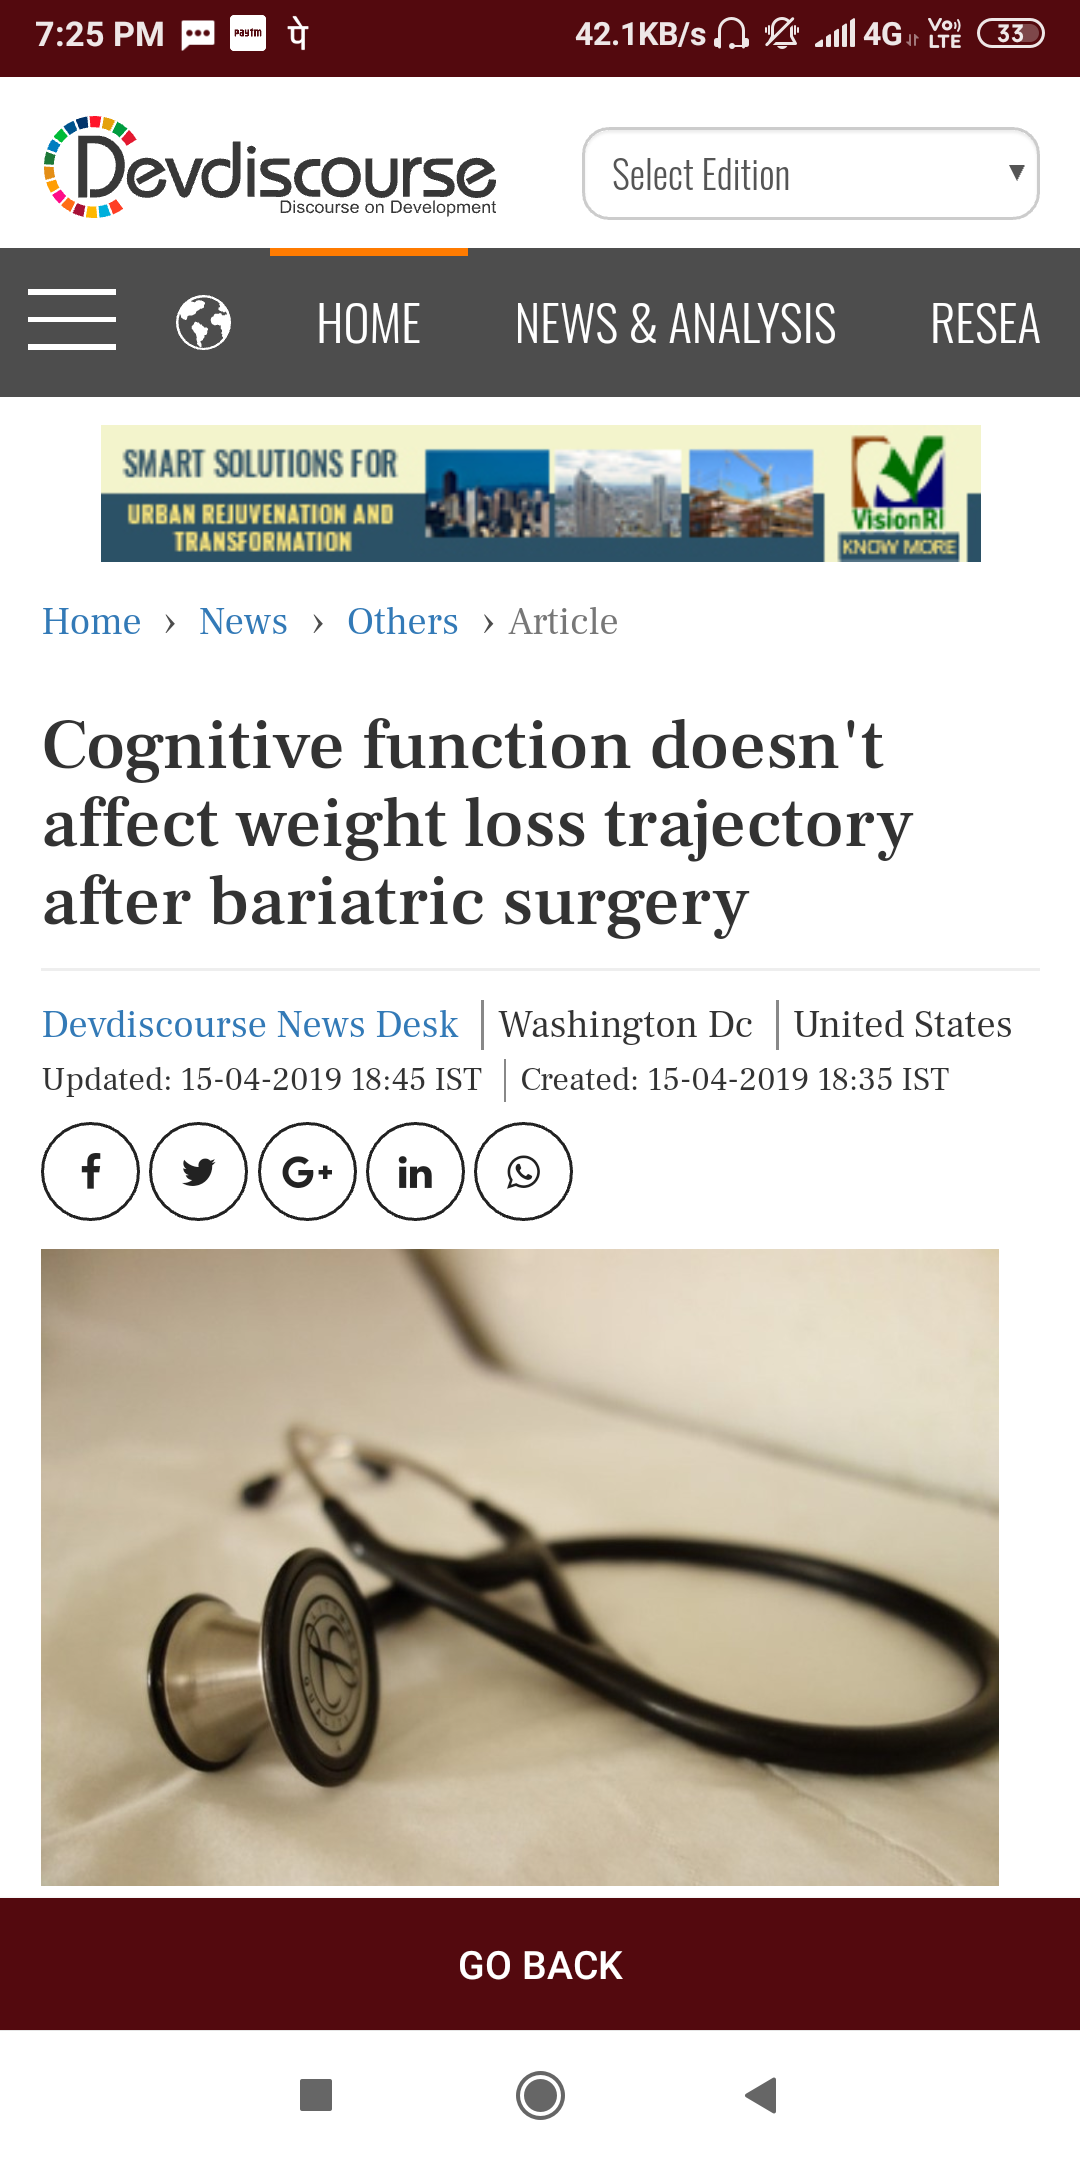 7:25 PM paytm पे 42.1KB/s 4G VoLTE 33
Devdiscourse
Discourse on Development
Select Edition
HOME NEWS & ANALYSIS RESEA
SMART SOLUTIONS FOR
URBAN REJUVENATION AND
TRANSFORMATION
VisionRI
KNOW MORE
Home › News › Others › Article
Cognitive function doesn't
affect weight loss trajectory
after bariatric surgery
Devdiscourse News Desk | Washington Dc | United States
Updated: 15-04-2019 18:45 IST | Created: 15-04-2019 18:35 IST
f G+ in
GO BACK